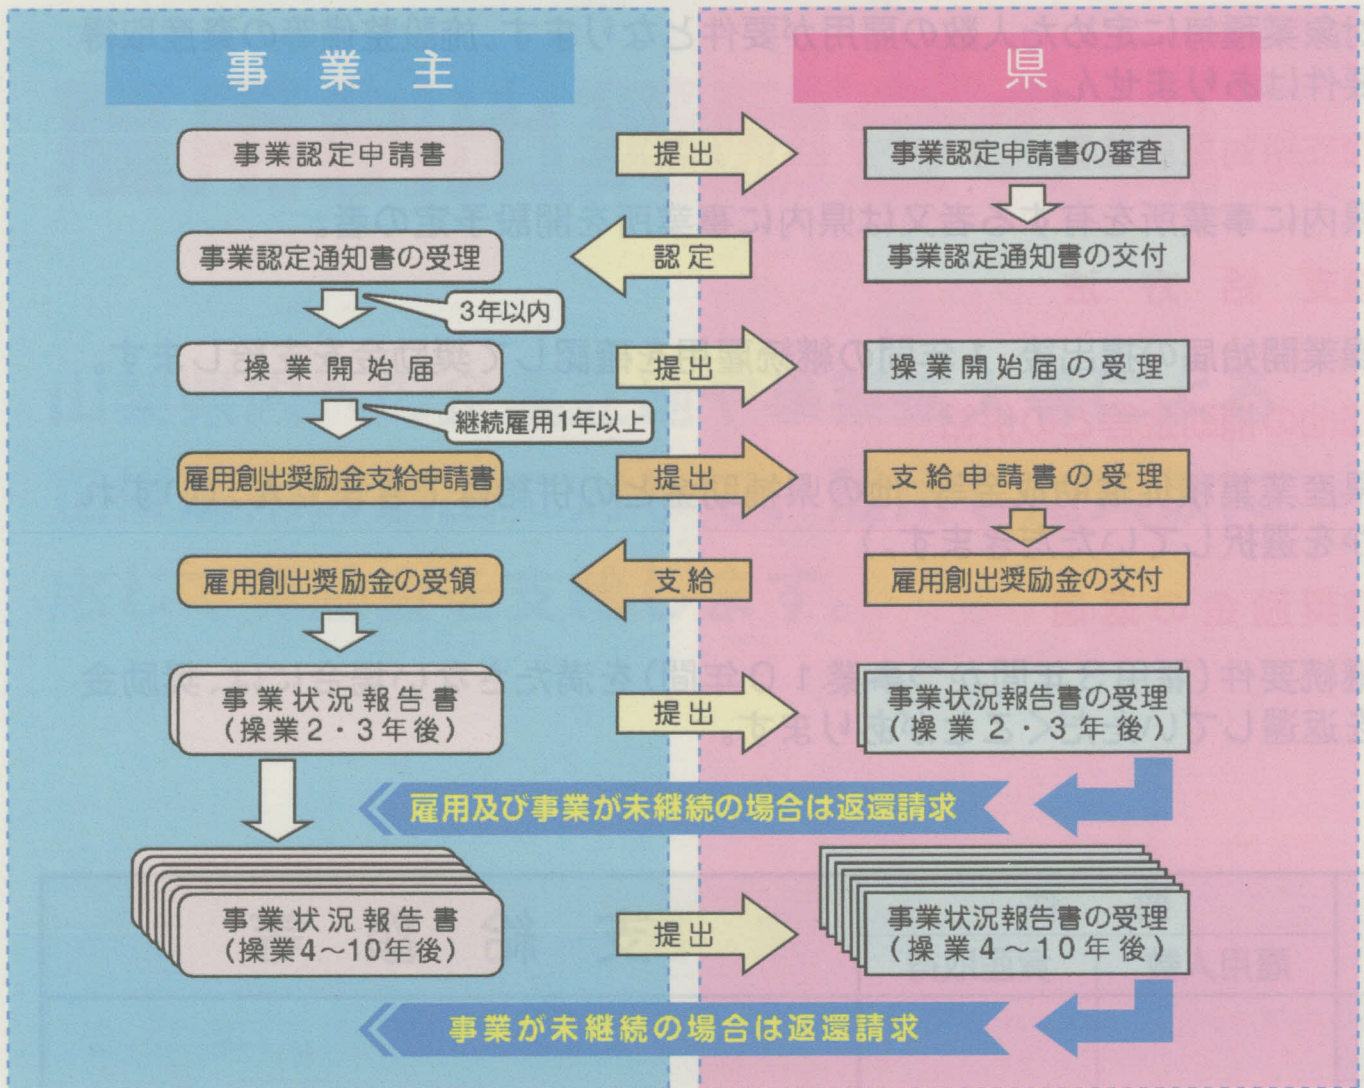 事業主
県
事業認定申請書
提出
事業認定申請書の審査
事業認定通知書の受理
認定
事業認定通知書の交付
3年以内
操業開始届
提出
操業開始届の受理
継続雇用1年以上
雇用創出奨励金支給申請書
提出
支給申請書の受理
雇用創出奨励金の受領
支給
雇用創出奨励金の交付
事業状況報告書
(操業2・3年後)
提出
事業状況報告書の受理
(操業2・3年後)
雇用及び事業が未継続の場合は返還請求
事業状況報告書
(操業4〜10年後)
提出
事業状況報告書の受理
(操業4〜10年後)
事業が未継続の場合は返還請求